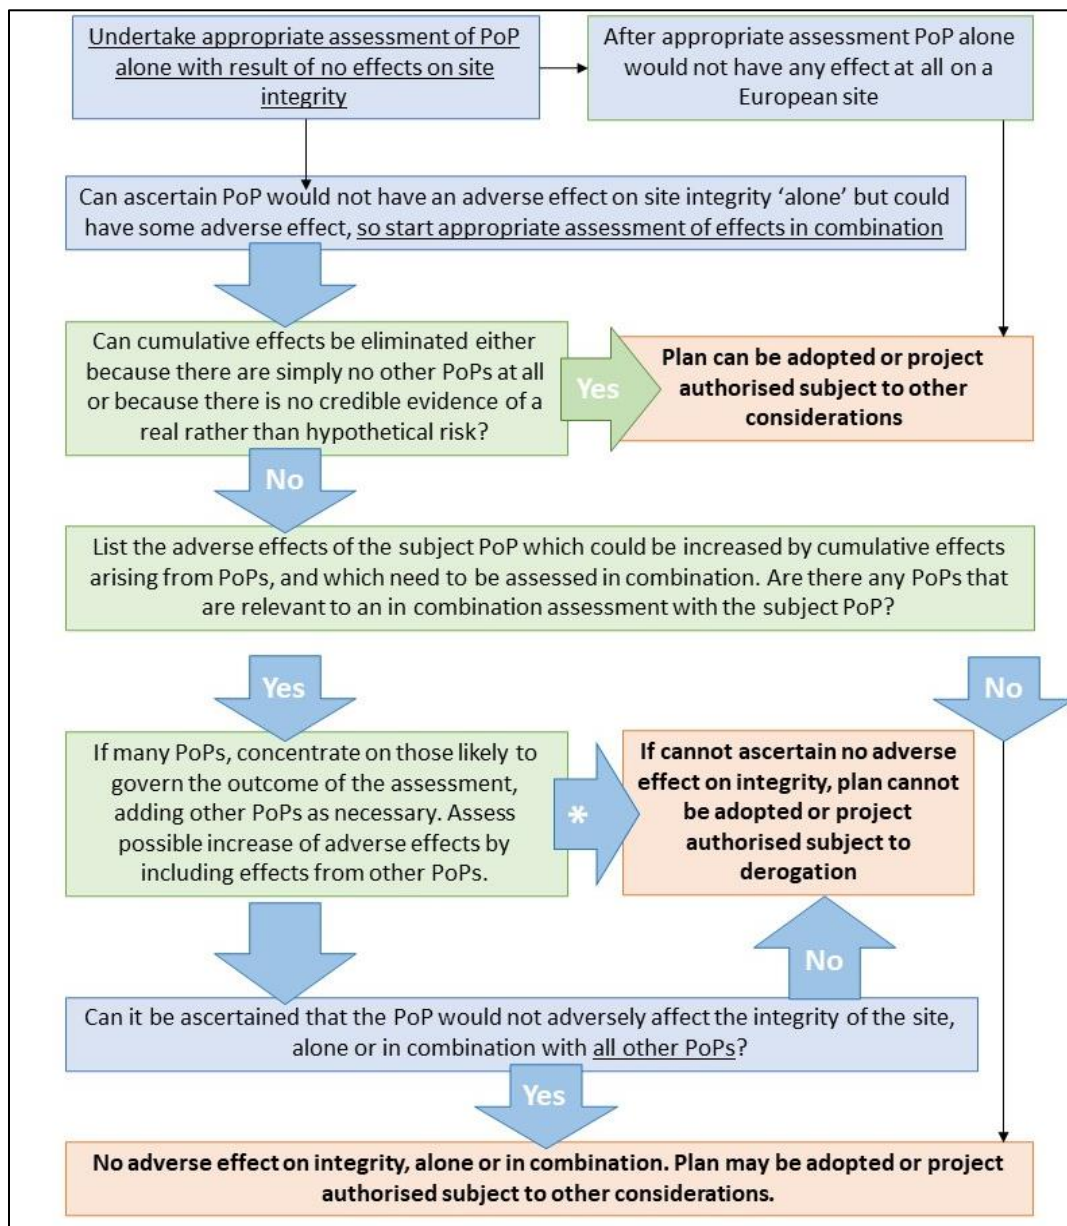 Undertake appropriate assessment of PoP
alone with result of no effects on site
integrity
After appropriate assessment PoP alone
would not have any effect at all on a
European site
Can ascertain PoP would not have an adverse effect on site integrity ‘alone’ but could
have some adverse effect, so start appropriate assessment of effects in combination
Can cumulative effects be eliminated either
because there are simply no other PoPs at all
or because there is no credible evidence of a
real rather than hypothetical risk?
Yes
Plan can be adopted or project
authorised subject to other
considerations
No
List the adverse effects of the subject PoP which could be increased by cumulative effects
arising from PoPs, and which need to be assessed in combination. Are there any PoPs that
are relevant to an in combination assessment with the subject PoP?
Yes
No
If many PoPs, concentrate on those likely to
govern the outcome of the assessment,
adding other PoPs as necessary. Assess
possible increase of adverse effects by
including effects from other PoPs.
*
If cannot ascertain no adverse
effect on integrity, plan cannot
be adopted or project
authorised subject to
derogation
No
Can it be ascertained that the PoP would not adversely affect the integrity of the site,
alone or in combination with all other PoPs?
Yes
No adverse effect on integrity, alone or in combination. Plan may be adopted or project
authorised subject to other considerations.